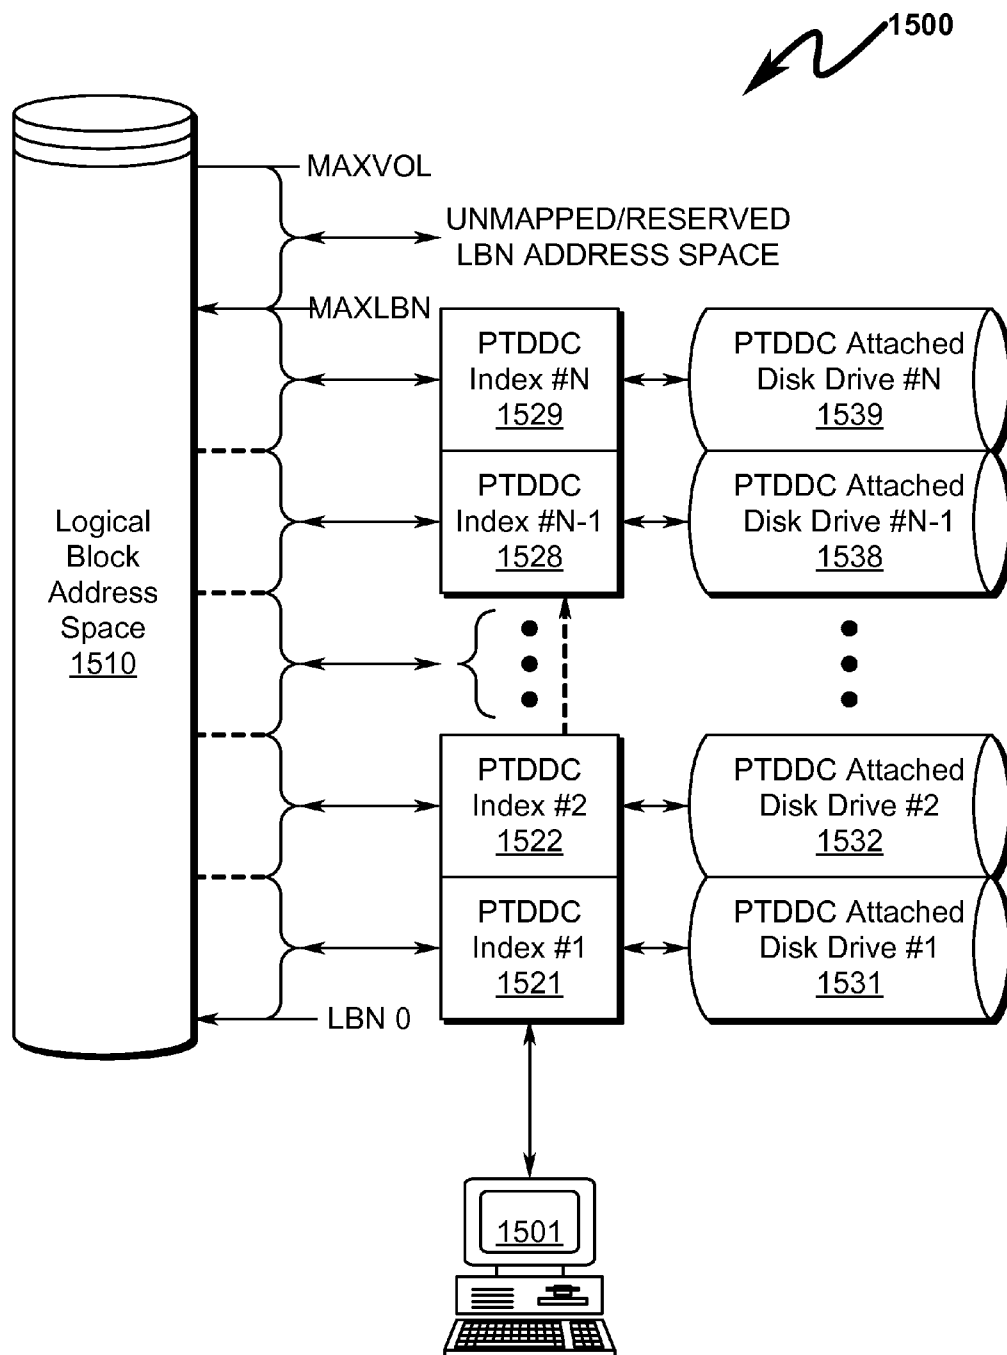 1500
MAXVOL
UNMAPPED/RESERVED
LBN ADDRESS SPACE
MAXLBN
PTDDC
Index #N
1529
PTDDC Attached
Disk Drive #N
1539
PTDDC
Index #N-1
1528
PTDDC Attached
Disk Drive #N-1
1538
Logical
Block
Address
Space
1510
PTDDC
Index #2
1522
PTDDC Attached
Disk Drive #2
1532
PTDDC
Index #1
1521
PTDDC Attached
Disk Drive #1
1531
LBN 0
1501